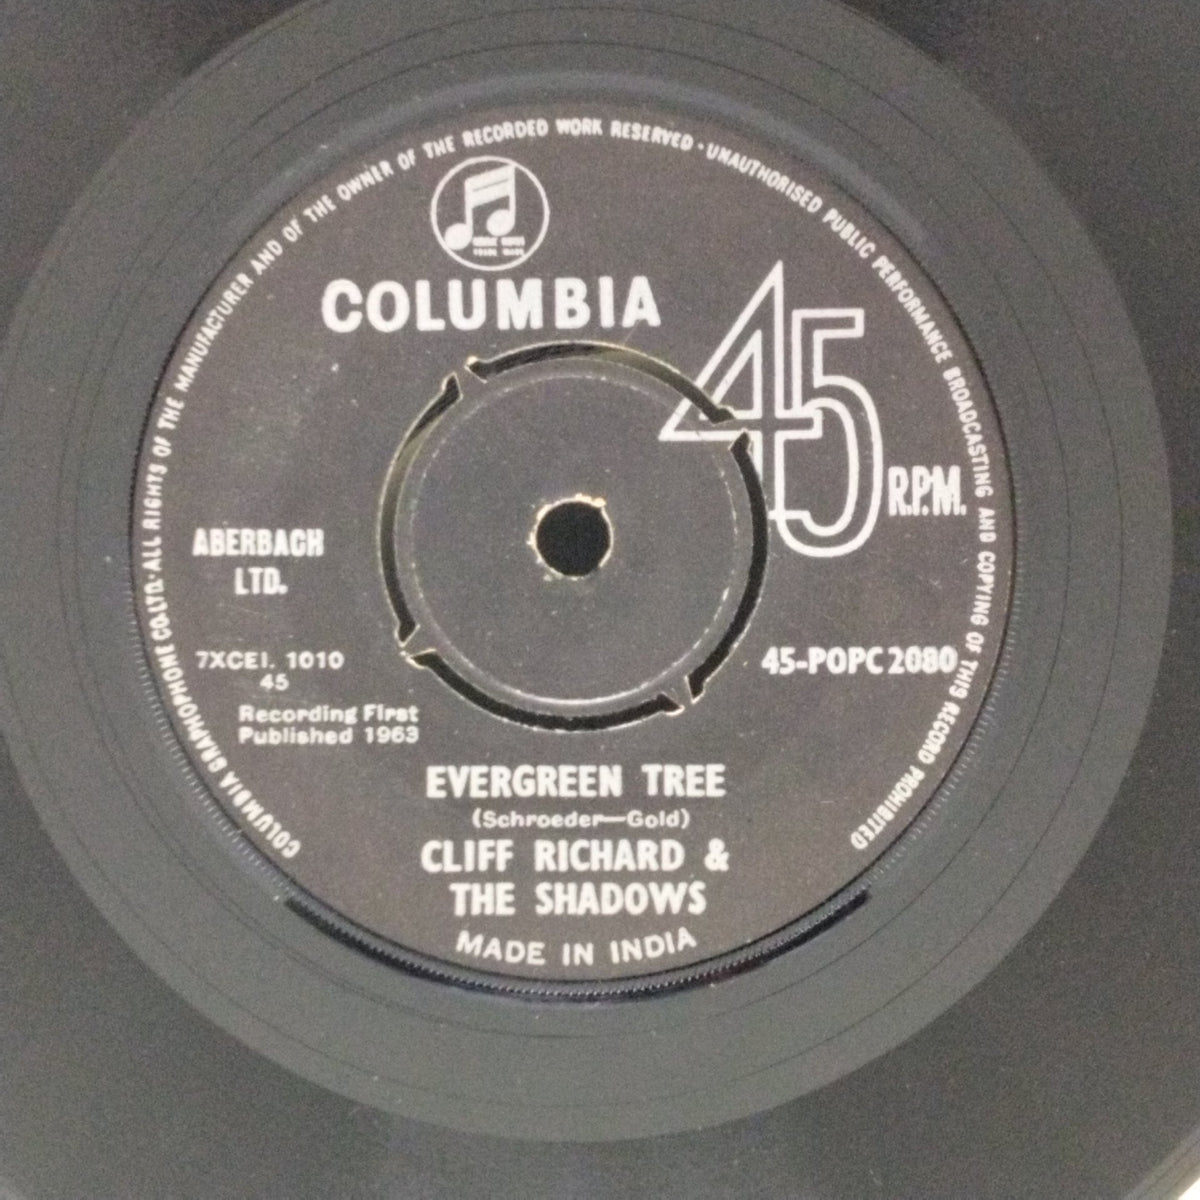 COLUMBIA GRAPHOPHONE CO.LTD. · ALL RIGHTS OF THE MANUFACTURER AND OF THE OWNER OF THE RECORDED WORK RESERVED · UNAUTHORISED PUBLIC PERFORMANCE BROADCASTING AND COPYING OF THIS RECORD PROHIBITED
COLUMBIA
45 R.P.M.
ABERBACH
LTD.
7XCEI. 1010
45
45-POPC 2080
Recording First
Published 1963
EVERGREEN TREE
(Schroeder—Gold)
CLIFF RICHARD &
THE SHADOWS
MADE IN INDIA